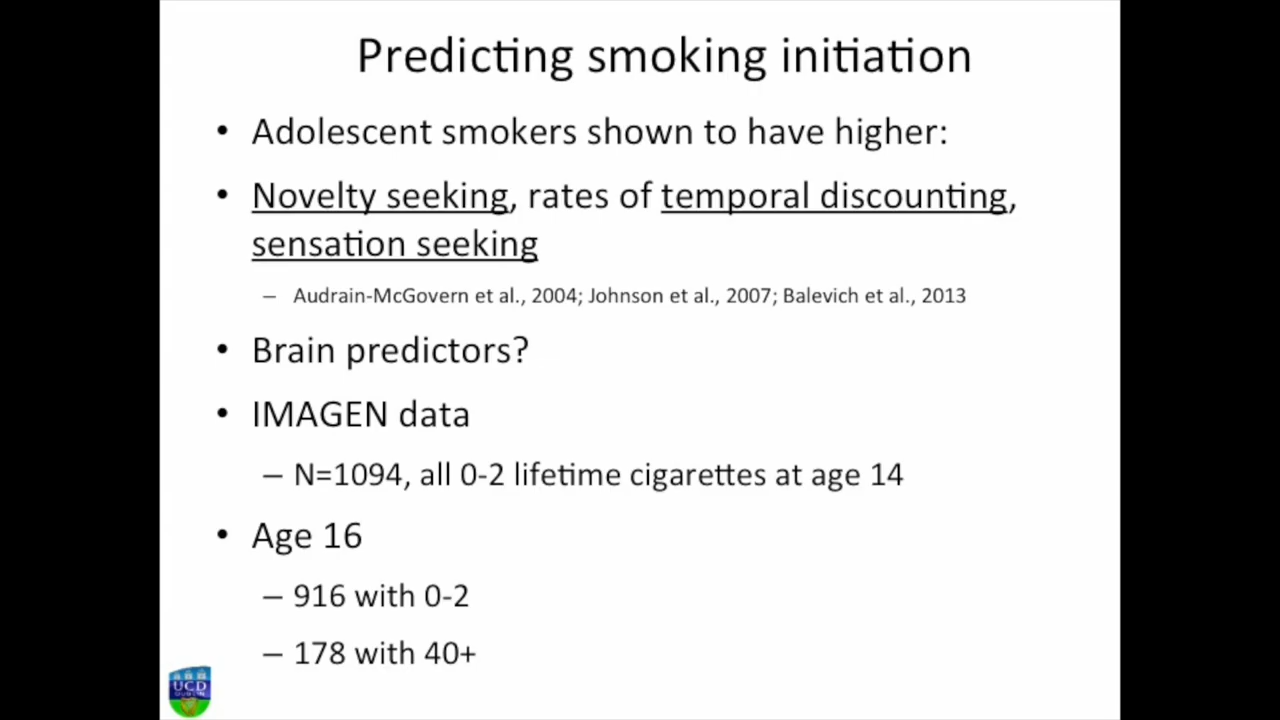 Predicting smoking initiation
• Adolescent smokers shown to have higher:
• Novelty seeking, rates of temporal discounting,
sensation seeking
– Audrain-McGovern et al., 2004; Johnson et al., 2007; Balevich et al., 2013
• Brain predictors?
• IMAGEN data
– N=1094, all 0-2 lifetime cigarettes at age 14
• Age 16
– 916 with 0-2
– 178 with 40+
UCD
DUBLIN